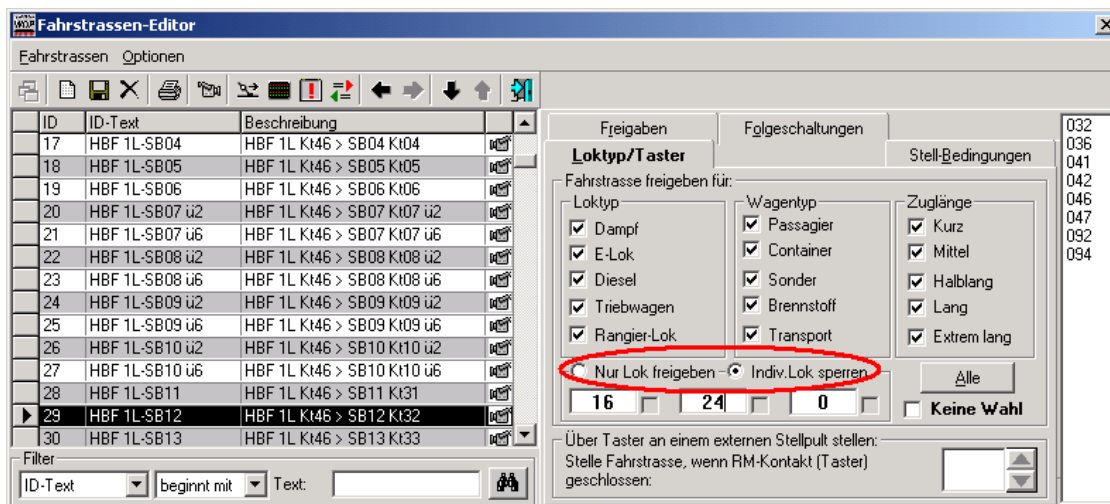 Fahrstrassen-Editor
Fahrstrassen Optionen
ID ID-Text Beschreibung
17 HBF 1L-SB04 HBF 1L Kt46 > SB04 Kt04
18 HBF 1L-SB05 HBF 1L Kt46 > SB05 Kt05
19 HBF 1L-SB06 HBF 1L Kt46 > SB06 Kt06
20 HBF 1L-SB07 ü2 HBF 1L Kt46 > SB07 Kt07 ü2
21 HBF 1L-SB07 ü6 HBF 1L Kt46 > SB07 Kt07 ü6
22 HBF 1L-SB08 ü2 HBF 1L Kt46 > SB08 Kt08 ü2
23 HBF 1L-SB08 ü6 HBF 1L Kt46 > SB08 Kt08 ü6
24 HBF 1L-SB09 ü2 HBF 1L Kt46 > SB09 Kt09 ü2
25 HBF 1L-SB09 ü6 HBF 1L Kt46 > SB09 Kt09 ü6
26 HBF 1L-SB10 ü2 HBF 1L Kt46 > SB10 Kt10 ü2
27 HBF 1L-SB10 ü6 HBF 1L Kt46 > SB10 Kt10 ü6
28 HBF 1L-SB11 HBF 1L Kt46 > SB11 Kt31
29 HBF 1L-SB12 HBF 1L Kt46 > SB12 Kt32
30 HBF 1L-SB13 HBF 1L Kt46 > SB13 Kt33
Filter
ID-Text beginnt mit Text:
Freigaben Folgeschaltungen
Loktyp/Taster Stell-Bedingungen
Fahrstrasse freigeben für:
Loktyp
Dampf
E-Lok
Diesel
Triebwagen
Rangier-Lok
Wagentyp
Passagier
Container
Sonder
Brennstoff
Transport
Zuglänge
Kurz
Mittel
Halblang
Lang
Extrem lang
Nur Lok freigeben Indiv.Lok sperren
16 24 0
Alle
Keine Wahl
Über Taster an einem externen Stellpult stellen:
Stelle Fahrstrasse, wenn RM-Kontakt (Taster)
geschlossen:
032
036
041
042
046
047
092
094